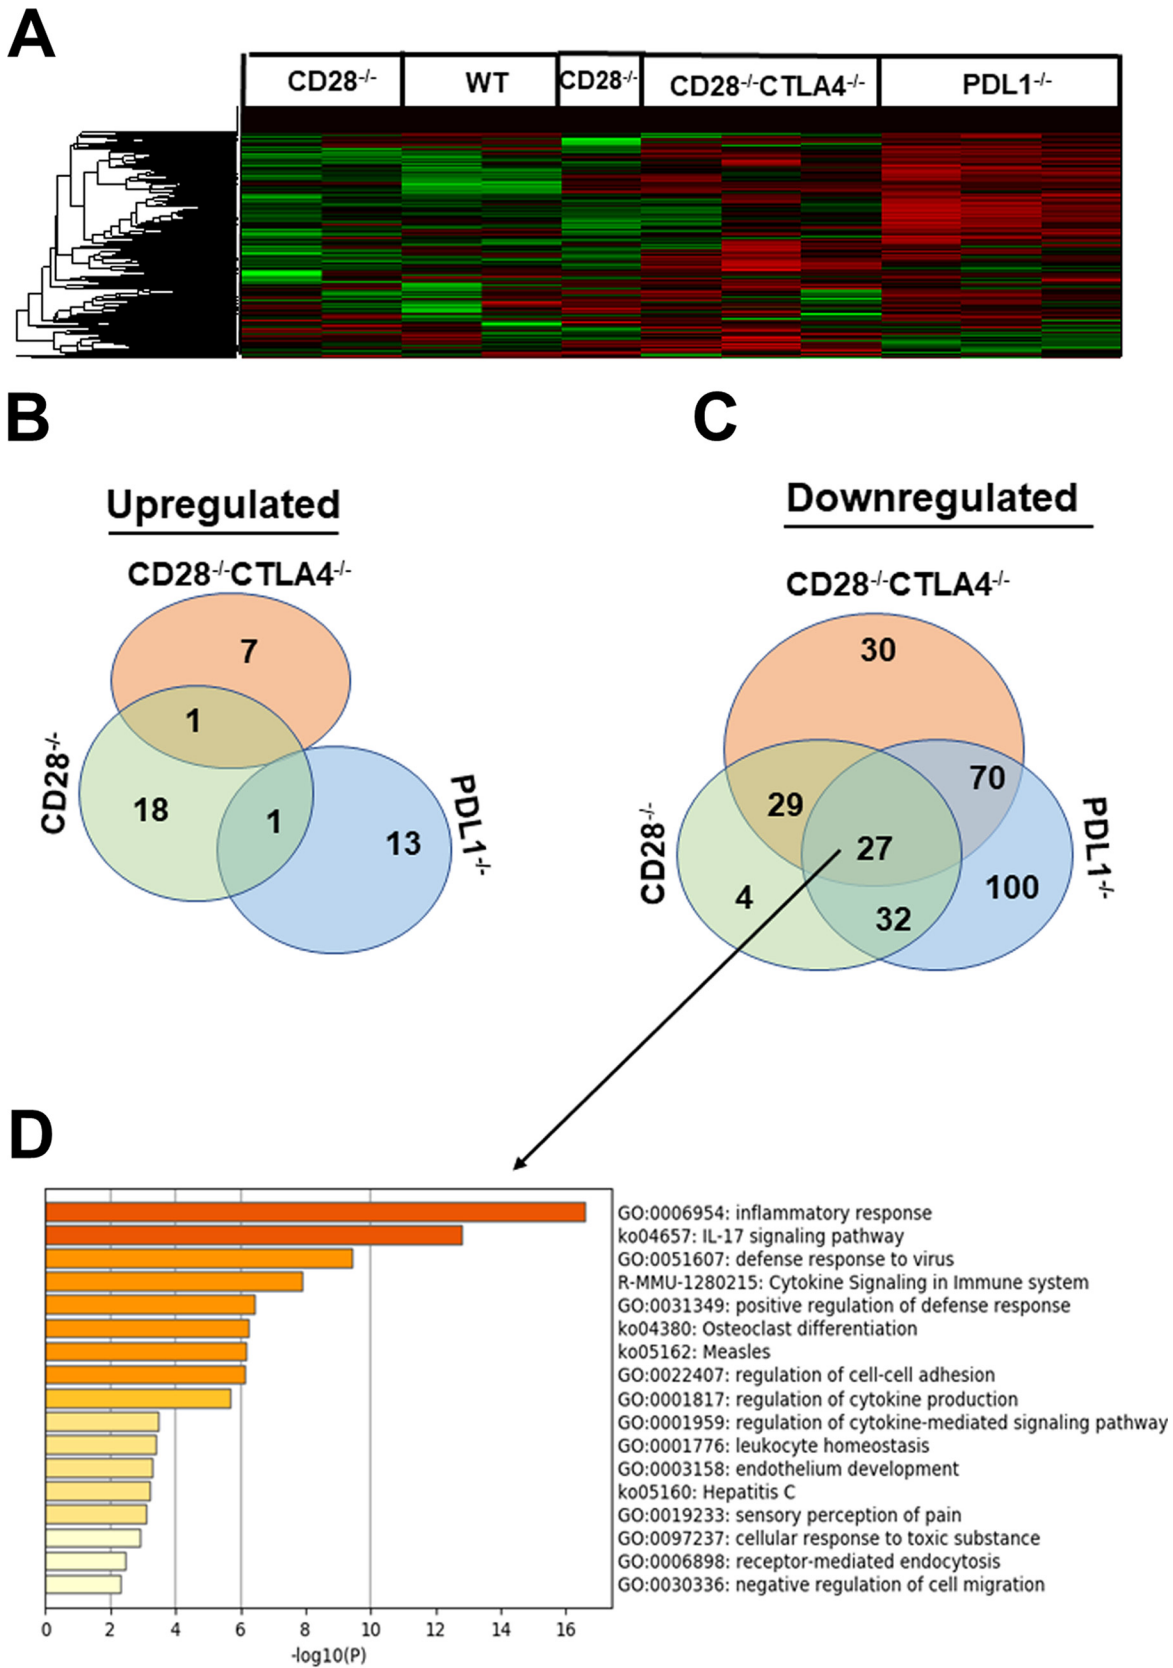 A
CD28-/-
WT
CD28-/-
CD28-/-CTLA4-/-
PDL1-/-
B
C
Upregulated
Downregulated
CD28-/-CTLA4-/-
CD28-/-CTLA4-/-
7
30
1
70
CD28-/-
18
1
13
PDL1-/-
CD28-/-
29
27
PDL1-/-
4
32
100
D
GO:0006954: inflammatory response
ko04657: IL-17 signaling pathway
GO:0051607: defense response to virus
R-MMU-1280215: Cytokine Signaling in Immune system
GO:0031349: positive regulation of defense response
ko04380: Osteoclast differentiation
ko05162: Measles
GO:0022407: regulation of cell-cell adhesion
GO:0001817: regulation of cytokine production
GO:0001959: regulation of cytokine-mediated signaling pathway
GO:0001776: leukocyte homeostasis
GO:0003158: endothelium development
ko05160: Hepatitis C
GO:0019233: sensory perception of pain
GO:0097237: cellular response to toxic substance
GO:0006898: receptor-mediated endocytosis
GO:0030336: negative regulation of cell migration
0 2 4 6 8 10 12 14 16
-log10(P)